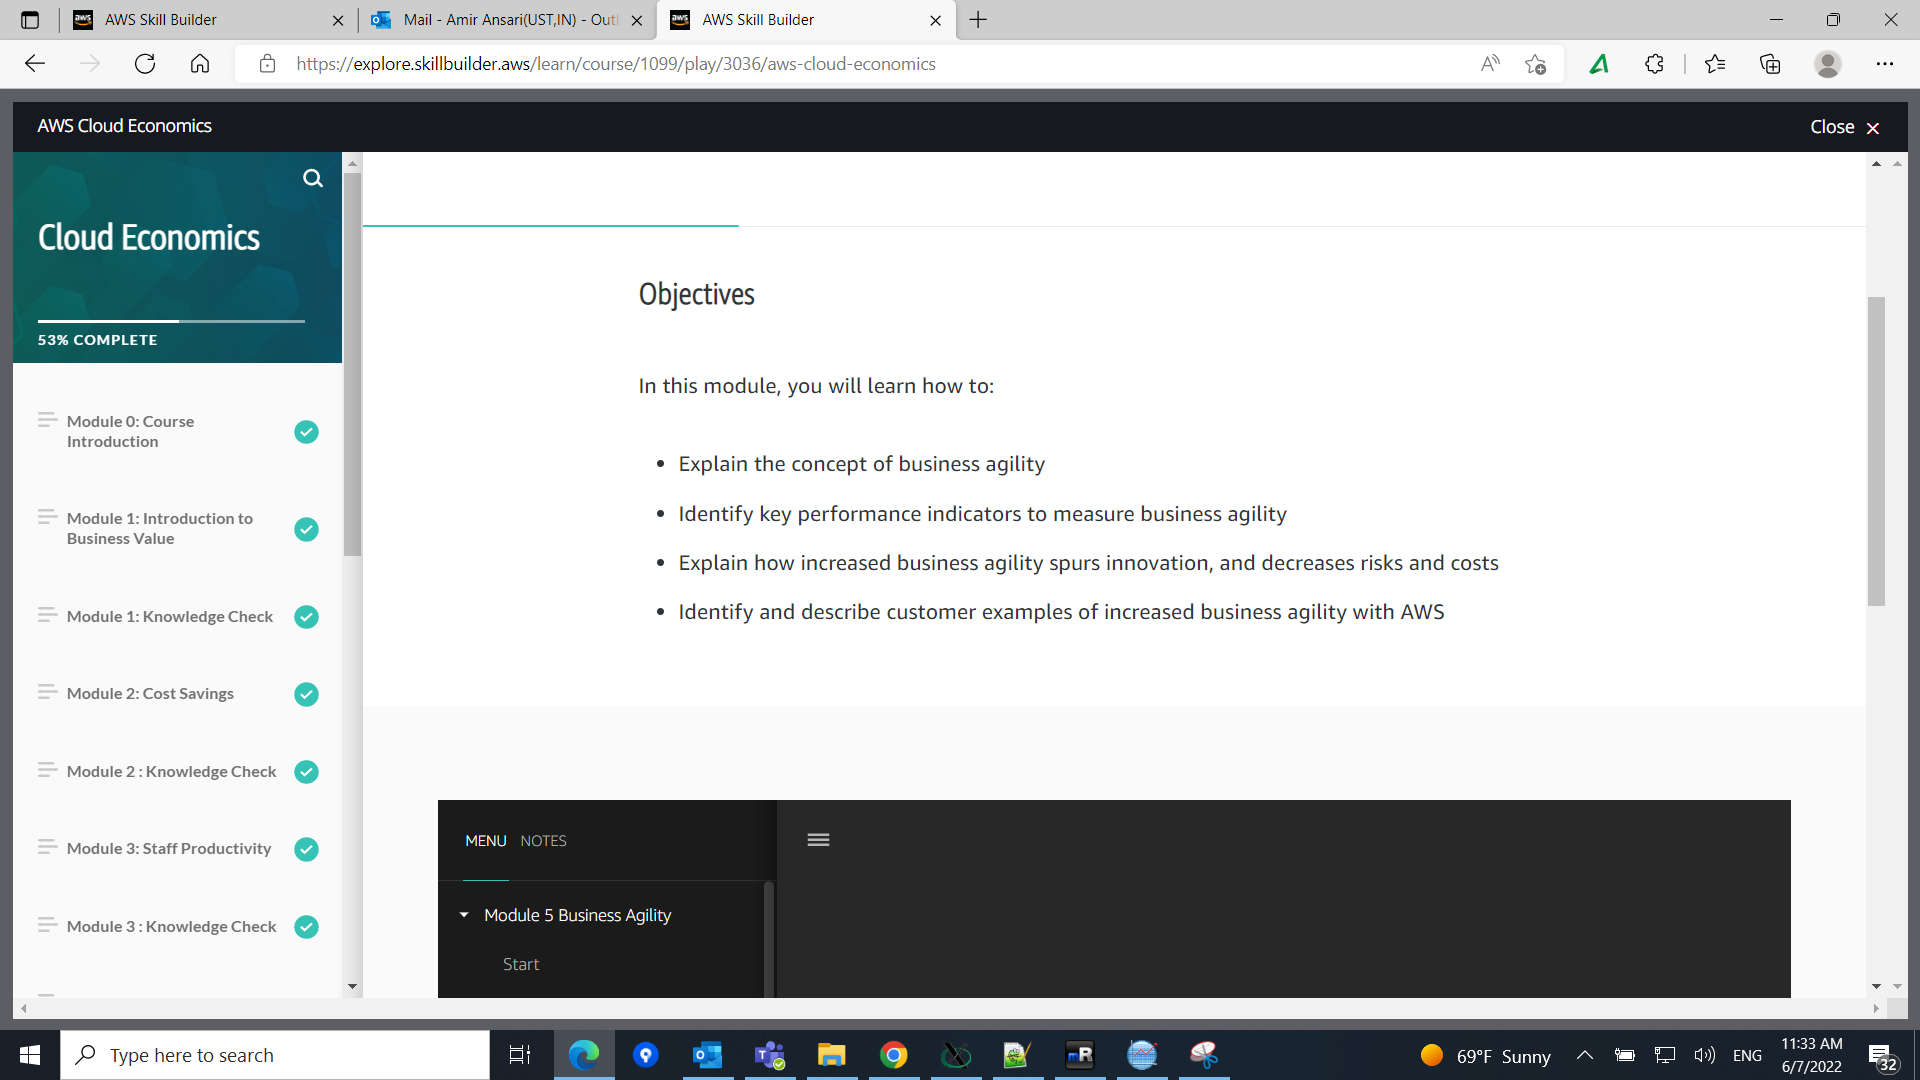 AWS Skill Builder
Mail - Amir Ansari(UST,IN) - Out
AWS Skill Builder
https://explore.skillbuilder.aws/learn/course/1099/play/3036/aws-cloud-economics
AWS Cloud Economics
Close
Cloud Economics
53% COMPLETE
Module 0: Course
Introduction
Module 1: Introduction to
Business Value
Module 1: Knowledge Check
Module 2: Cost Savings
Module 2 : Knowledge Check
Module 3: Staff Productivity
Module 3 : Knowledge Check
Objectives
In this module, you will learn how to:
• Explain the concept of business agility
• Identify key performance indicators to measure business agility
• Explain how increased business agility spurs innovation, and decreases risks and costs
• Identify and describe customer examples of increased business agility with AWS
MENU NOTES
Module 5 Business Agility
Start
Type here to search
69°F Sunny
ENG
11:33 AM
6/7/2022
32